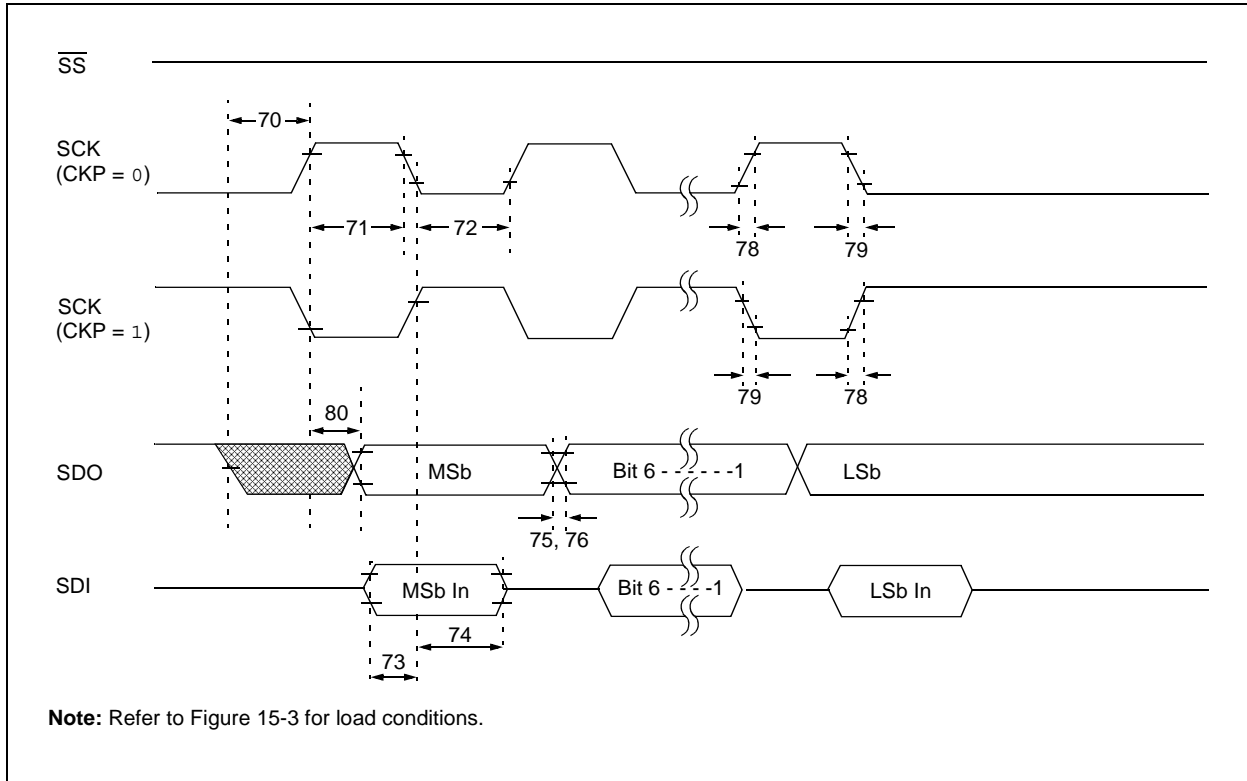 SS
70
SCK
(CKP = 0)
71
72
78
79
SCK
(CKP = 1)
79
78
80
SDO
MSb
Bit 6 - - - - - -1
LSb
75, 76
SDI
MSb In
Bit 6 - - - -1
LSb In
74
73
Note: Refer to Figure 15-3 for load conditions.